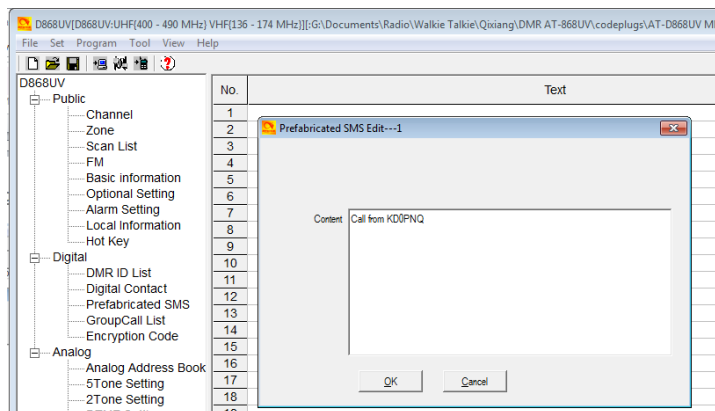 D868UV[D868UV:UHF{400 - 490 MHz} VHF{136 - 174 MHz}][:G:\Documents\Radio\Walkie Talkie\Qixiang\DMR AT-868UV\codeplugs\AT-D868UV M
File Set Program Tool View Help
D868UV
Public
Channel
Zone
Scan List
FM
Basic information
Optional Setting
Alarm Setting
Local Information
Hot Key
Digital
DMR ID List
Digital Contact
Prefabricated SMS
GroupCall List
Encryption Code
Analog
Analog Address Book
5Tone Setting
2Tone Setting
No. Text
1
2
3
4
5
6
7
8
9
10
11
12
13
14
15
16
17
18
Prefabricated SMS Edit---1
Content Call from KD0PNQ
OK Cancel